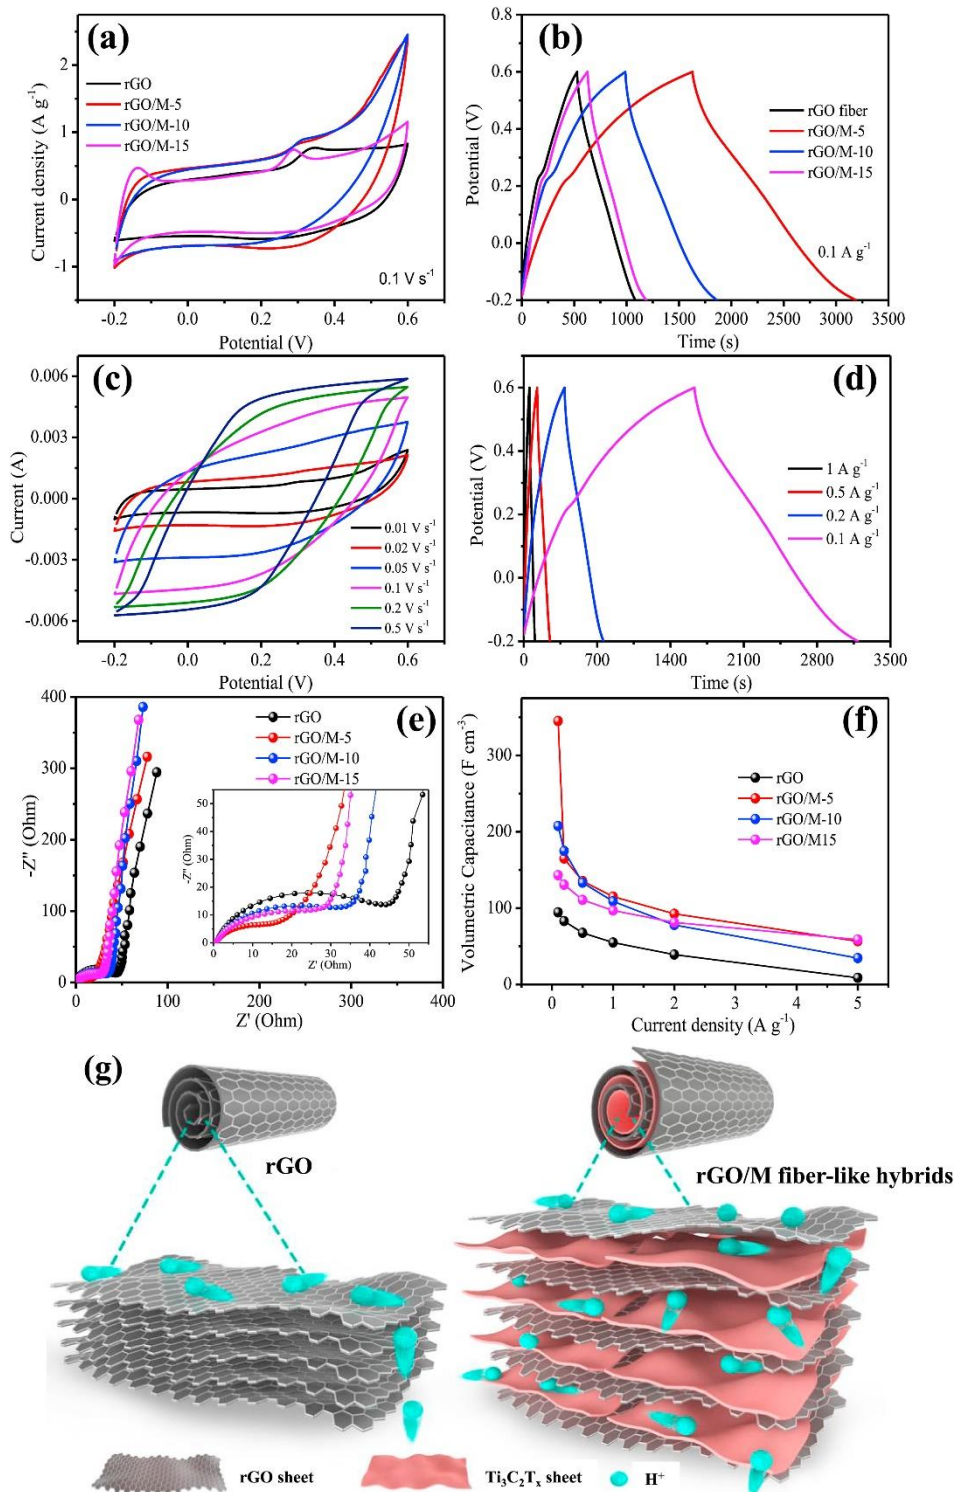 (a)
rGO
rGO/M-5
rGO/M-10
rGO/M-15
2
1
0
-1
Current density (A g⁻¹)
0.1 V s⁻¹
-0.2 0.0 0.2 0.4 0.6
Potential (V)
(b)
rGO fiber
rGO/M-5
rGO/M-10
rGO/M-15
0.6
0.4
0.2
0.0
-0.2
Potential (V)
0.1 A g⁻¹
0 500 1000 1500 2000 2500 3000 3500
Time (s)
(c)
0.006
0.003
0.000
-0.003
-0.006
Current (A)
0.01 V s⁻¹
0.02 V s⁻¹
0.05 V s⁻¹
0.1 V s⁻¹
0.2 V s⁻¹
0.5 V s⁻¹
-0.2 0.0 0.2 0.4 0.6
Potential (V)
(d)
0.6
0.4
0.2
0.0
-0.2
Potential (V)
1 A g⁻¹
0.5 A g⁻¹
0.2 A g⁻¹
0.1 A g⁻¹
0 700 1400 2100 2800 3500
Time (s)
(e)
rGO
rGO/M-5
rGO/M-10
rGO/M-15
400
300
200
100
0
-Z" (Ohm)
50
40
30
20
10
0
-Z" (Ohm)
0 10 20 30 40 50
Z' (Ohm)
0 100 200 300 400
Z' (Ohm)
(f)
rGO
rGO/M-5
rGO/M-10
rGO/M15
300
200
100
0
Volumetric Capacitance (F cm⁻³)
0 1 2 3 4 5
Current density (A g⁻¹)
(g)
rGO
rGO/M fiber-like hybrids
rGO sheet
Ti₃C₂Tₓ sheet
H⁺